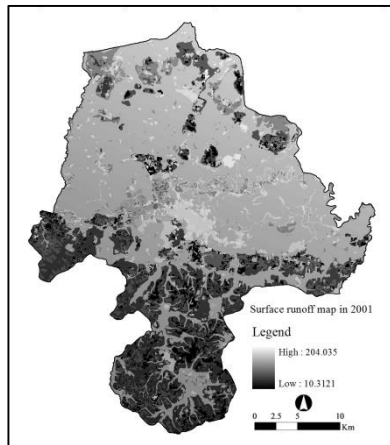 Surface runoff map in 2001
Legend
High : 204.035
Low : 10.3121
0 2.5 5 10
Km